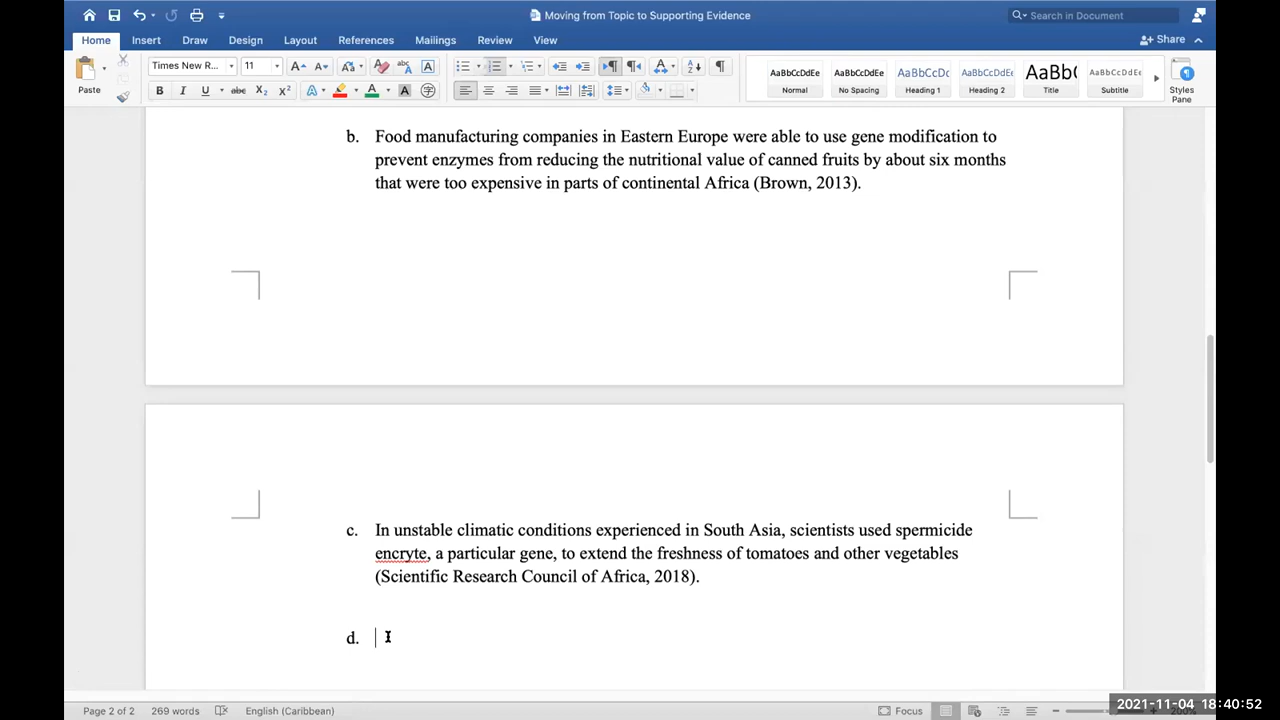 Moving from Topic to Supporting Evidence
Search in Document
Home Insert Draw Design Layout References Mailings Review View
Share
Paste
Times New R... 11
AaBbCcDdEe AaBbCcDdEe AaBbCcDc AaBbCcDdEe AaBb( AaBbCcDdEe
Normal No Spacing Heading 1 Heading 2 Title Subtitle
Styles
Pane
b. Food manufacturing companies in Eastern Europe were able to use gene modification to
prevent enzymes from reducing the nutritional value of canned fruits by about six months
that were too expensive in parts of continental Africa (Brown, 2013).
c. In unstable climatic conditions experienced in South Asia, scientists used spermicide
encryte, a particular gene, to extend the freshness of tomatoes and other vegetables
(Scientific Research Council of Africa, 2018).
d.
Page 2 of 2 269 words English (Caribbean) Focus
2021-11-04 18:40:52